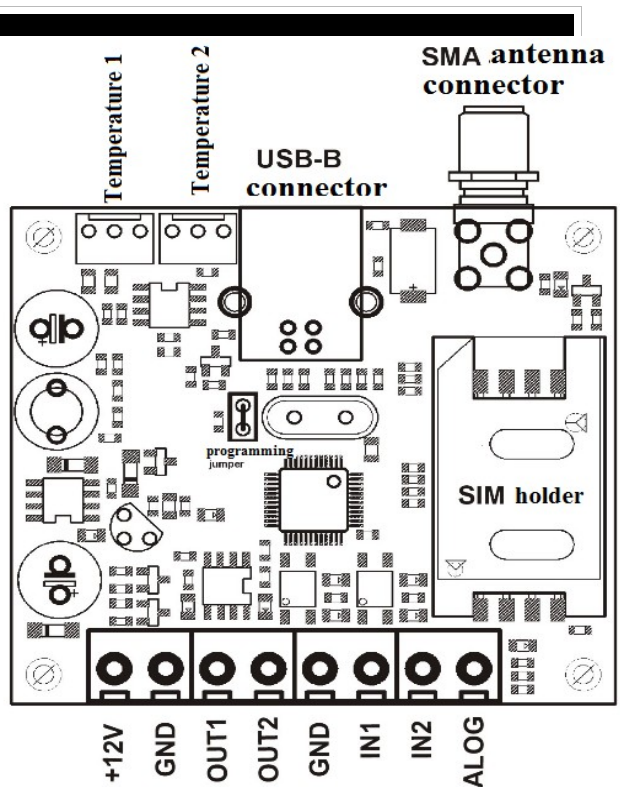 SMA antenna
connector
Temperature 1
Temperature 2
USB-B
connector
programming
jumper
SIM holder
+12V
GND
OUT1
OUT2
GND
IN1
IN2
ALOG